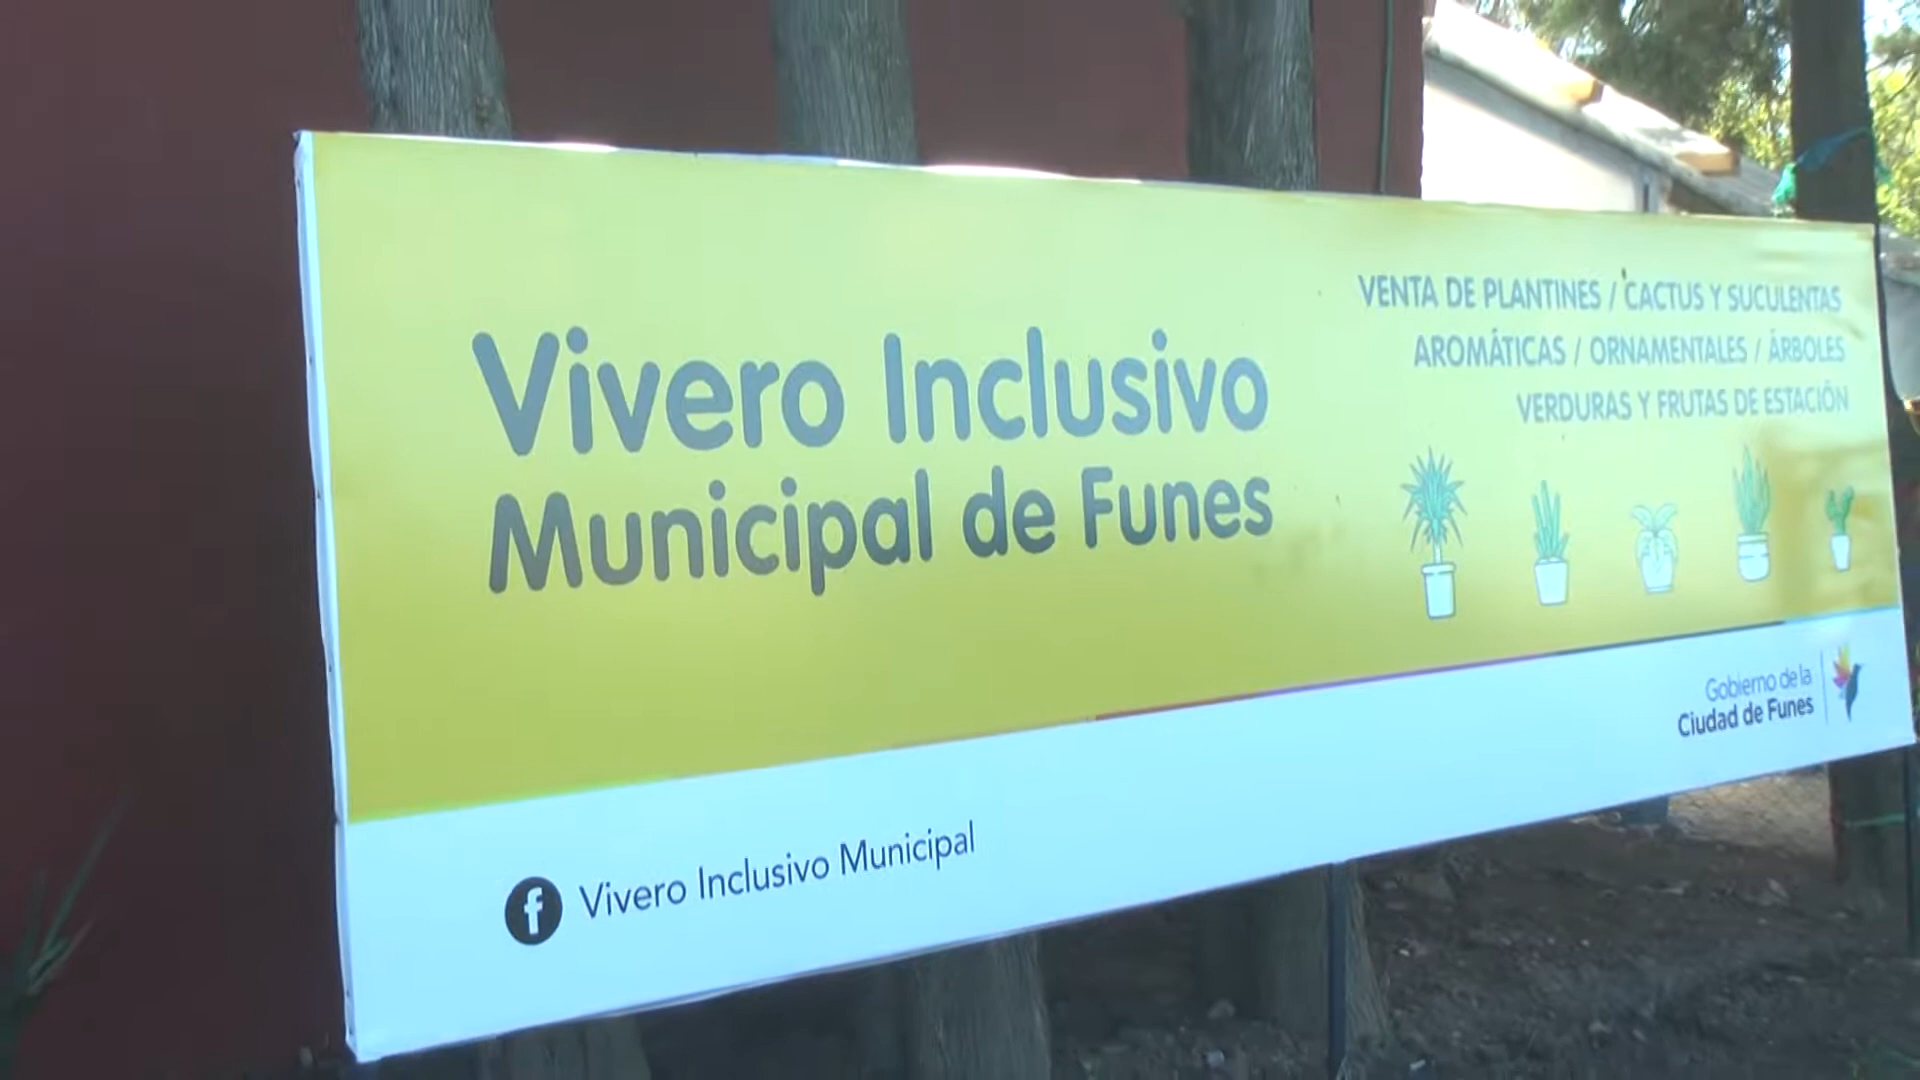 Vivero Inclusivo
Municipal de Funes
VENTA DE PLANTINES / CACTUS Y SUCULENTAS
AROMÁTICAS / ORNAMENTALES / ÁRBOLES
VERDURAS Y FRUTAS DE ESTACIÓN
Gobierno de la
Ciudad de Funes
f Vivero Inclusivo Municipal